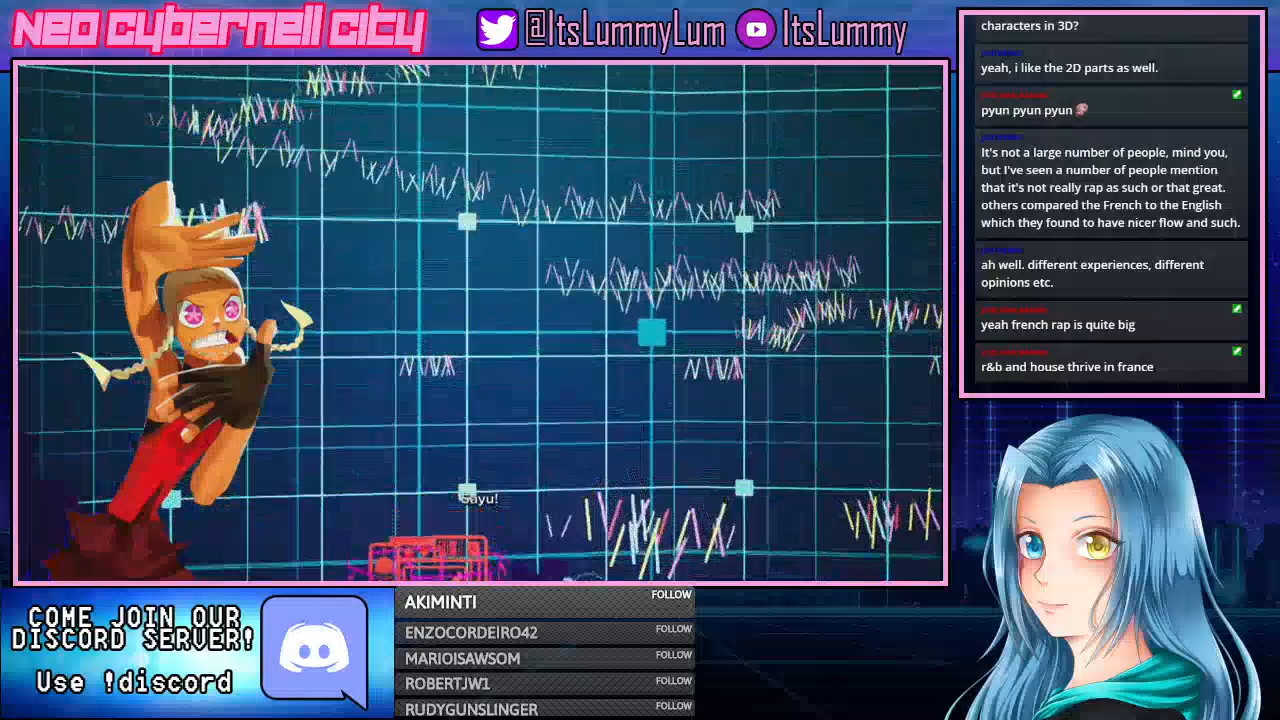 Neo Cybernell City
@ItsLummyLum
ItsLummy
characters in 3D?
yeah, i like the 2D parts as well.
pyun pyun pyun
It's not a large number of people, mind you,
but I've seen a number of people mention
that it's not really rap as such or that great.
others compared the French to the English
which they found to have nicer flow and such.
ah well. different experiences, different
opinions etc.
yeah french rap is quite big
r&b and house thrive in france
Sayu!
COME JOIN OUR
DISCORD SERVER!
Use !discord
AKIMINTI FOLLOW
ENZOCORDEIRO42 FOLLOW
MARIOISAWSOM FOLLOW
ROBERTJW1 FOLLOW
RUDYGUNSLINGER FOLLOW